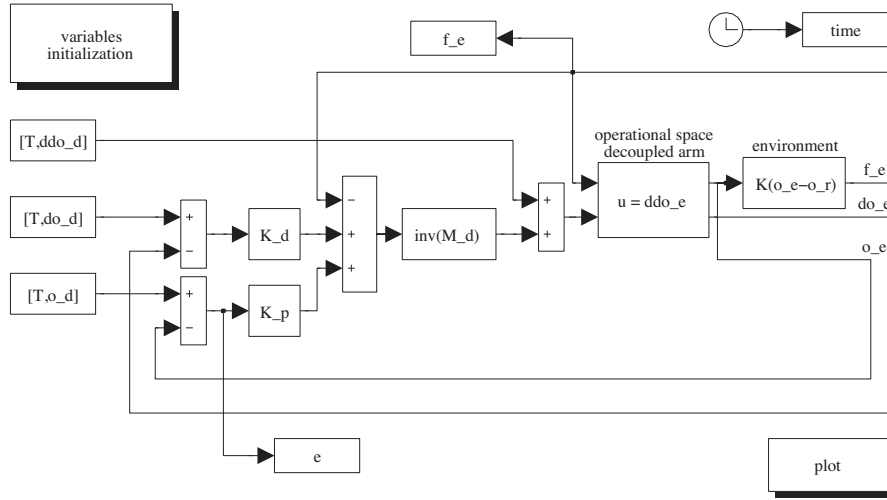 variables
initialization
f_e
time
[T,ddo_d]
operational space
decoupled arm
environment
u = ddo_e
K(o_e−o_r)
f_e
do_e
o_e
[T,do_d]
+
−
K_d
−
+
+
inv(M_d)
+
+
[T,o_d]
+
−
K_p
e
plot